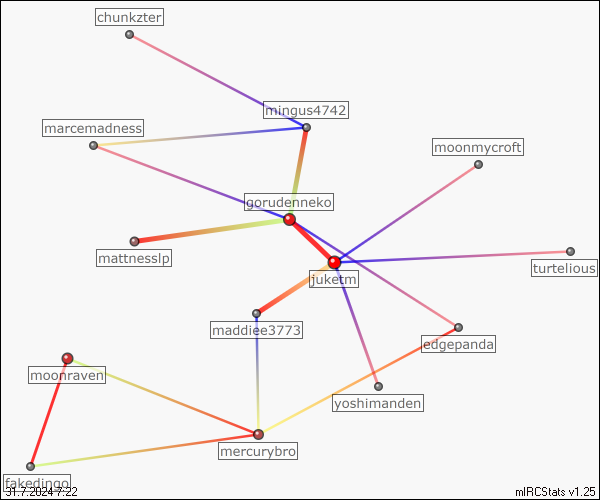 chunkzter
mingus4742
marcemadness
moonmycroft
gorudenneko
mattnesslp
turtelious
juketm
maddiee3773
edgepanda
moonraven
yoshimanden
mercurybro
fakedingo
31.7.2024 7:22
mIRCStats v1.25